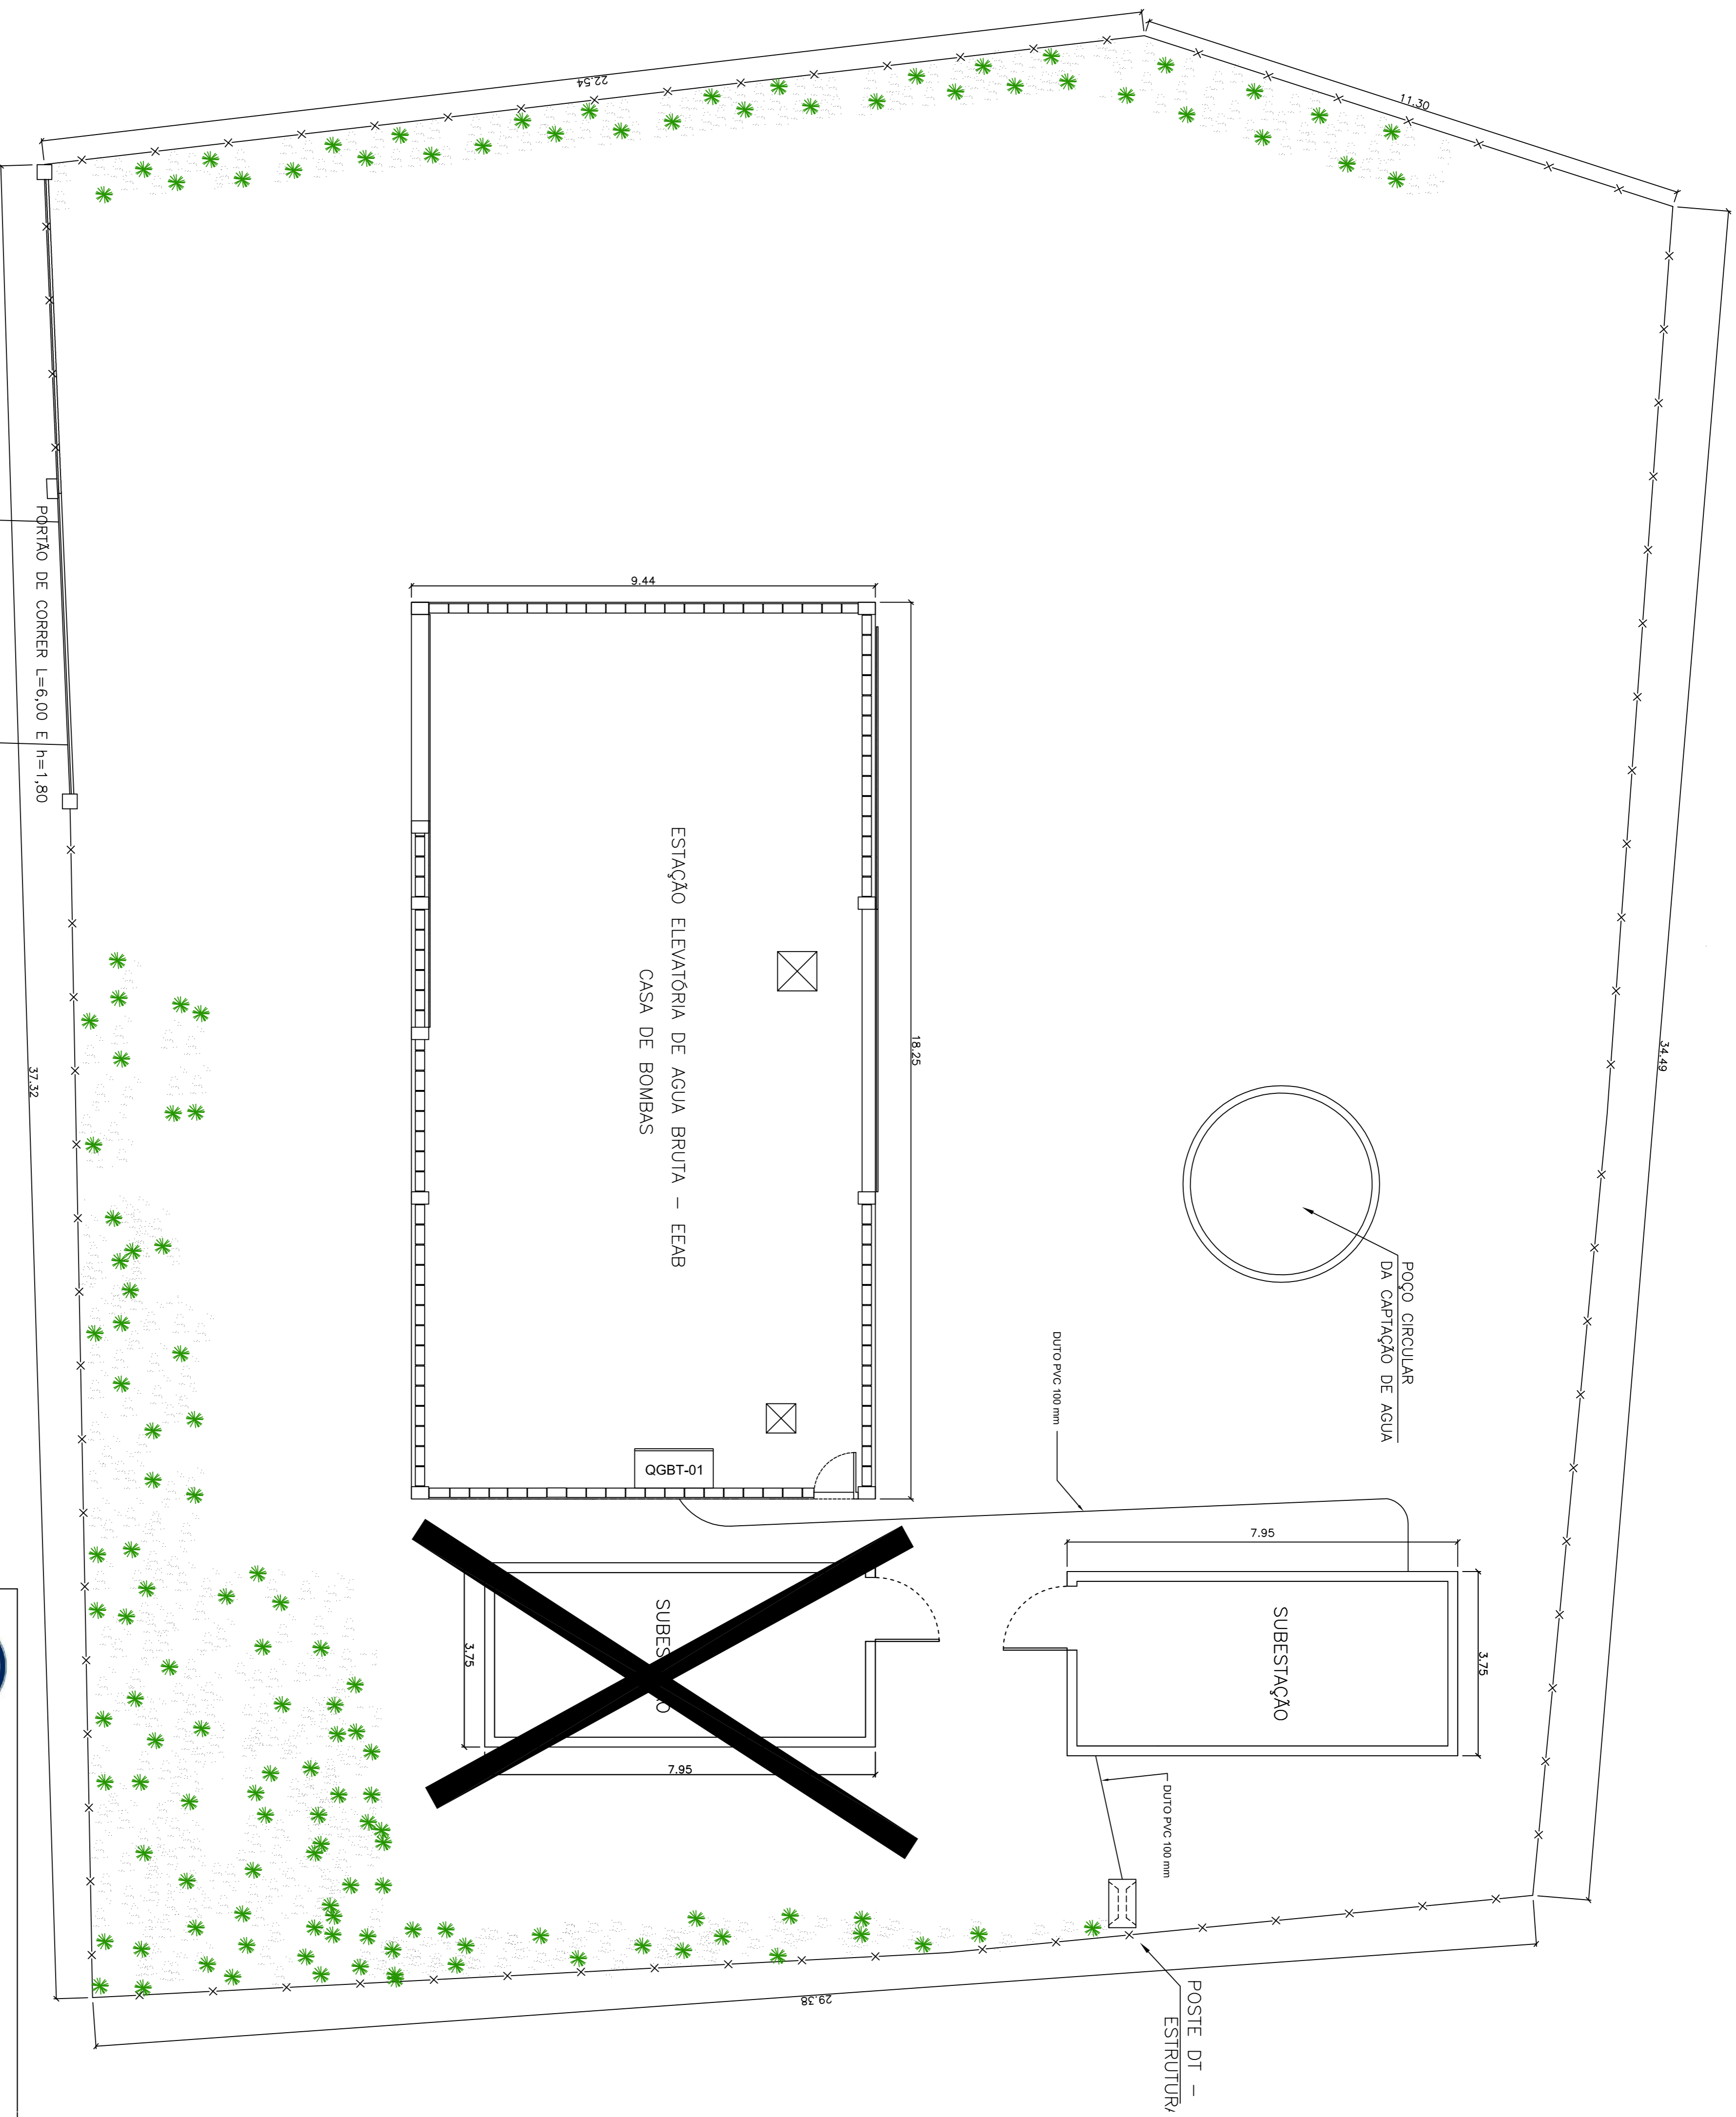 22.54
11.30
34.49
37.32
29.38
PORTÃO DE CORRER L=6,00 E h=1,80
9.44
18.25
ESTAÇÃO ELEVATÓRIA DE AGUA BRUTA - EEAB
CASA DE BOMBAS
QGBT-01
POÇO CIRCULAR
DA CAPTAÇÃO DE AGUA
DUTO PVC 100 mm
7.95
3.75
SUBESTAÇÃO
3.75
7.95
DUTO PVC 100 mm
POSTE DT -